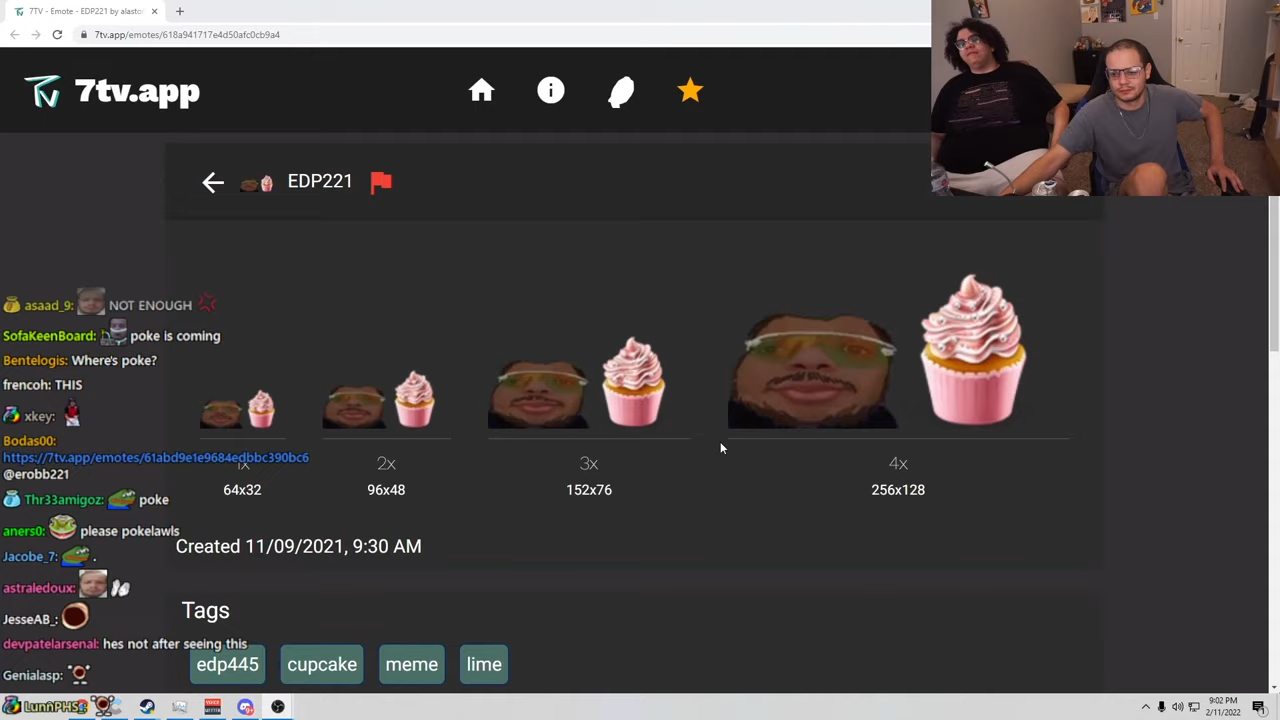 7TV - Emote - EDP221 by alasto
7tv.app/emotes/618a941717e4d50afc0cb9a4
7tv.app
EDP221
asaad_9: NOT ENOUGH
SofaKeenBoard: poke is coming
Bentelogis: Where's poke?
frencoh: THIS
xkey:
Bodas00:
https://7tv.app/emotes/61abd9e1e9684edbbc390bc6
@erobb221
Thr33amigoz: poke
aners0: please pokelawls
Jacobe_7: .
astraledoux:
JesseAB_:
devpatelarsenal: hes not after seeing this
Genialasp:
LunnPHS
1x
2x
3x
4x
64x32
96x48
152x76
256x128
Created 11/09/2021, 9:30 AM
Tags
edp445
cupcake
meme
lime
9:02 PM
2/11/2022